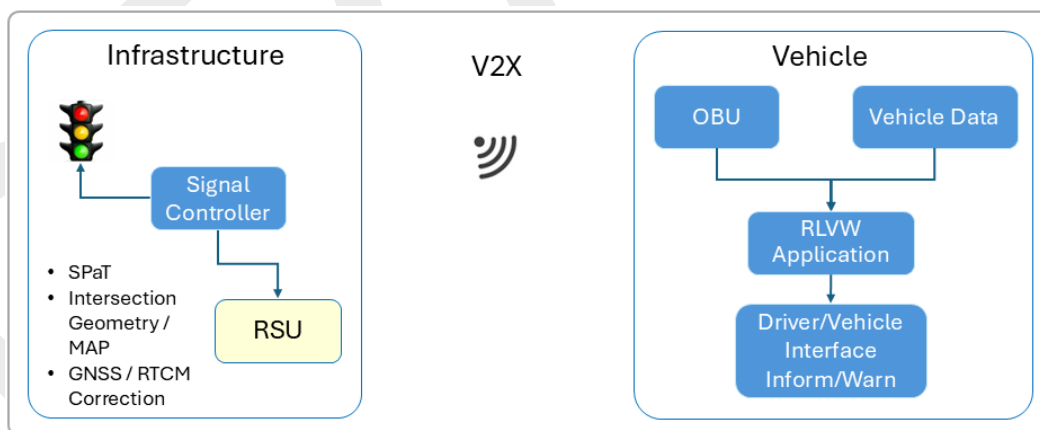 Infrastructure
Signal
Controller
• SPaT
• Intersection
Geometry /
MAP
• GNSS / RTCM
Correction
RSU
V2X
Vehicle
OBU
Vehicle Data
RLVW
Application
Driver/Vehicle
Interface
Inform/Warn